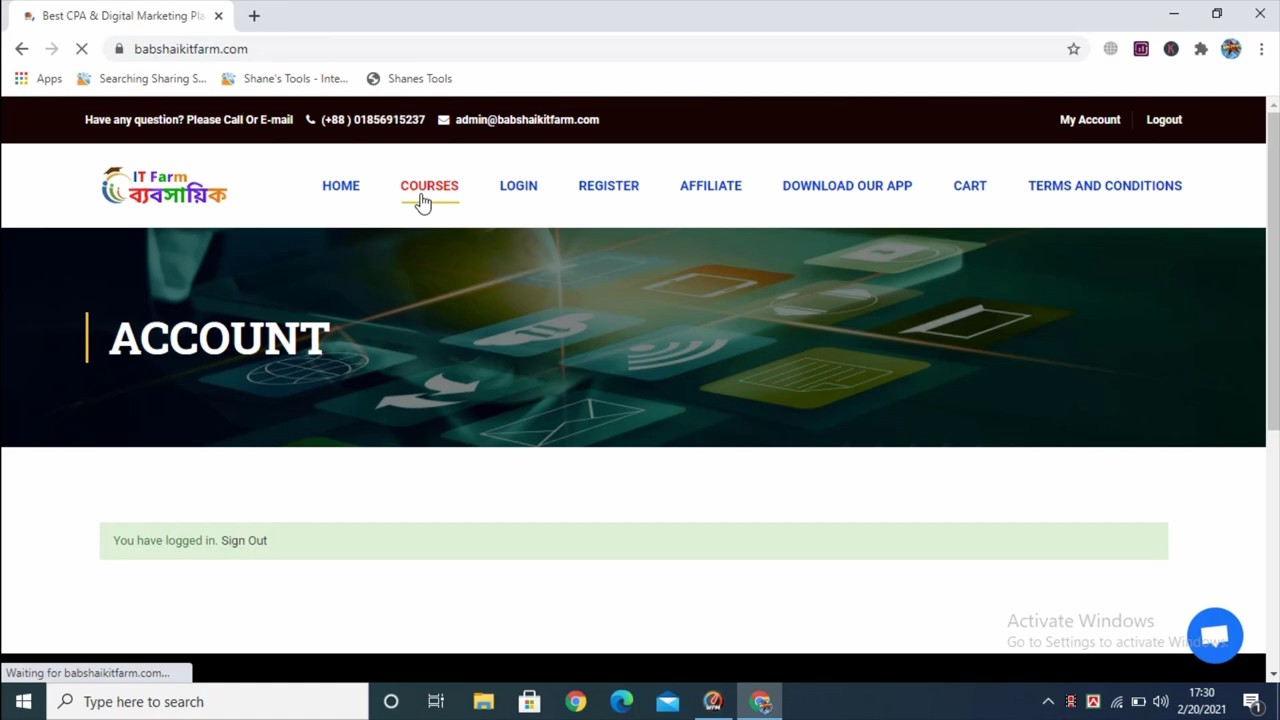 Best CPA & Digital Marketing Pla
babshaikitfarm.com
Apps Searching Sharing S... Shane's Tools - Inte... Shanes Tools
Have any question? Please Call Or E-mail (+88 ) 01856915237 admin@babshaikitfarm.com My Account Logout
IT Farm
ব্যবসায়িক
HOME COURSES LOGIN REGISTER AFFILIATE DOWNLOAD OUR APP CART TERMS AND CONDITIONS
ACCOUNT
You have logged in. Sign Out
Activate Windows
Go to Settings to activate Windows.
Waiting for babshaikitfarm.com...
Type here to search
17:30
2/20/2021